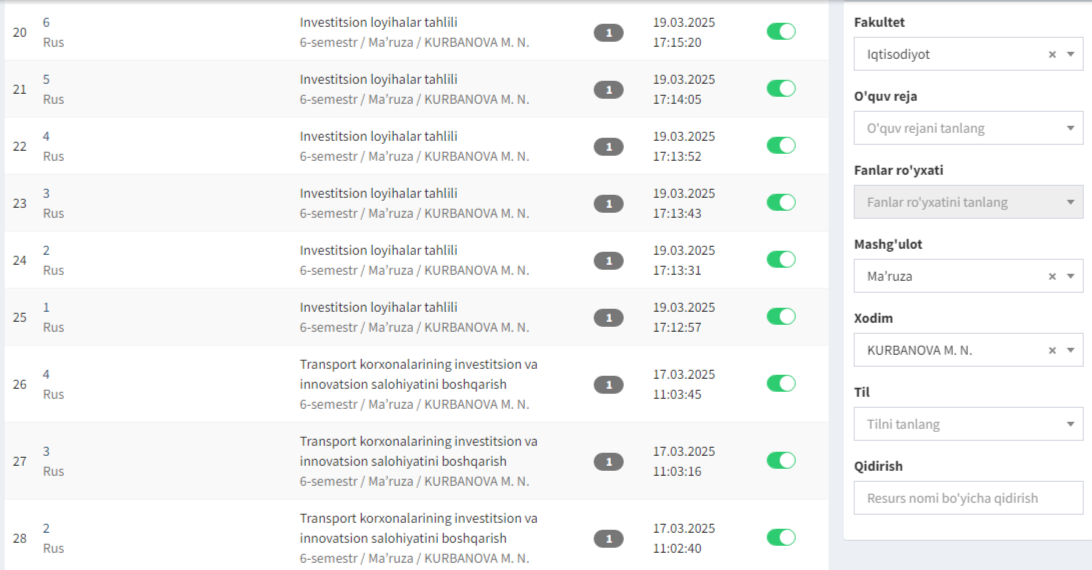 20
6
Rus
Investitsion loyihalar tahlili
6-semestr / Ma’ruza / KURBANOVA M. N.
1
19.03.2025
17:15:20
21
5
Rus
Investitsion loyihalar tahlili
6-semestr / Ma’ruza / KURBANOVA M. N.
1
19.03.2025
17:14:05
22
4
Rus
Investitsion loyihalar tahlili
6-semestr / Ma’ruza / KURBANOVA M. N.
1
19.03.2025
17:13:52
23
3
Rus
Investitsion loyihalar tahlili
6-semestr / Ma’ruza / KURBANOVA M. N.
1
19.03.2025
17:13:43
24
2
Rus
Investitsion loyihalar tahlili
6-semestr / Ma’ruza / KURBANOVA M. N.
1
19.03.2025
17:13:31
25
1
Rus
Investitsion loyihalar tahlili
6-semestr / Ma’ruza / KURBANOVA M. N.
1
19.03.2025
17:12:57
26
4
Rus
Transport korxonalarining investitsion va
innovatsion salohiyatini boshqarish
6-semestr / Ma’ruza / KURBANOVA M. N.
1
17.03.2025
11:03:45
27
3
Rus
Transport korxonalarining investitsion va
innovatsion salohiyatini boshqarish
6-semestr / Ma’ruza / KURBANOVA M. N.
1
17.03.2025
11:03:16
28
2
Rus
Transport korxonalarining investitsion va
innovatsion salohiyatini boshqarish
6-semestr / Ma’ruza / KURBANOVA M. N.
1
17.03.2025
11:02:40
Fakultet
Iqtisodiyot
O'quv reja
O'quv rejani tanlang
Fanlar ro'yxati
Fanlar ro'yxatini tanlang
Mashg'ulot
Ma’ruza
Xodim
KURBANOVA M. N.
Til
Tilni tanlang
Qidirish
Resurs nomi bo'yicha qidirish